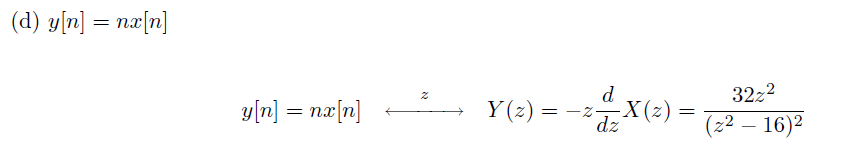 (d) y[n] = nx[n]
y[n] = nx[n] ⟷^z Y(z) = −z d/dz X(z) = 32z²/(z² − 16)²